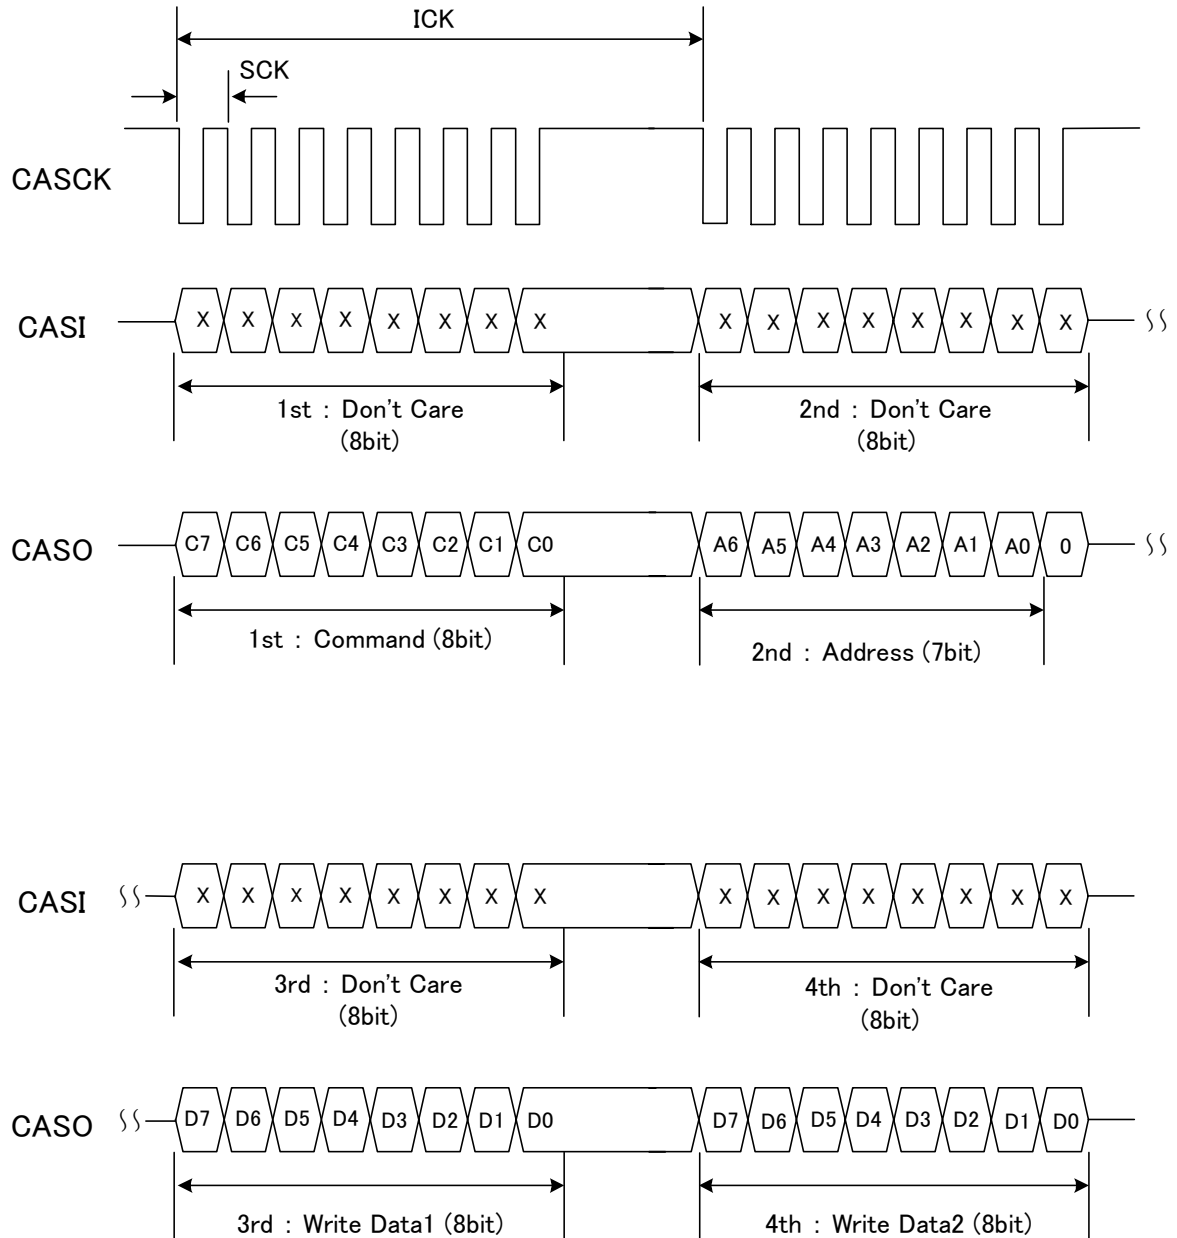 ICK
SCK
CASCK
CASI X X X X X X X X X X X X X X X X
1st : Don't Care 2nd : Don't Care
(8bit) (8bit)
CASO C7 C6 C5 C4 C3 C2 C1 C0 A6 A5 A4 A3 A2 A1 A0 0
1st : Command (8bit) 2nd : Address (7bit)
CASI X X X X X X X X X X X X X X X X
3rd : Don't Care 4th : Don't Care
(8bit) (8bit)
CASO D7 D6 D5 D4 D3 D2 D1 D0 D7 D6 D5 D4 D3 D2 D1 D0
3rd : Write Data1 (8bit) 4th : Write Data2 (8bit)